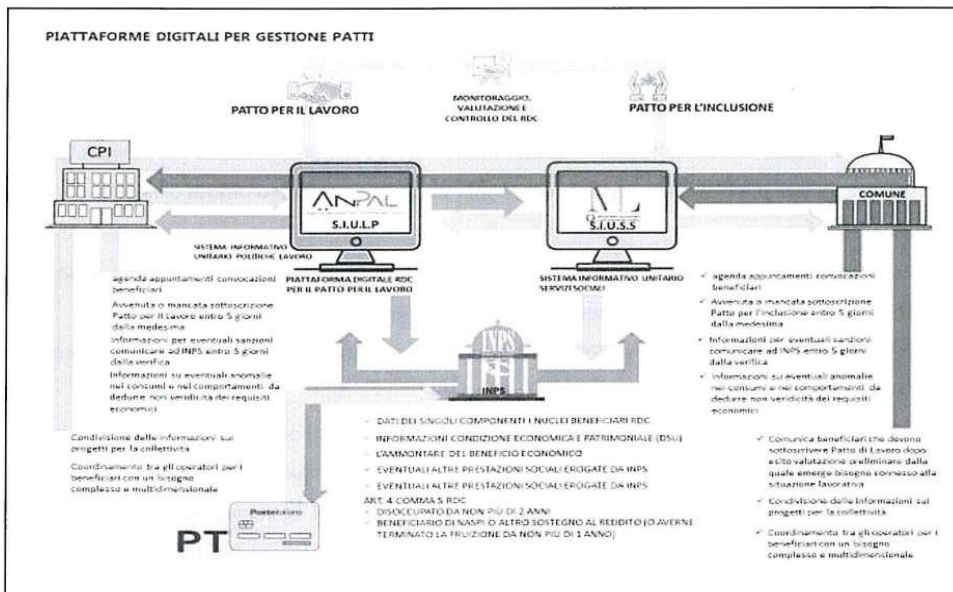 PIATTAFORME DIGITALI PER GESTIONE PATTI
PATTO PER IL LAVORO
MONITORAGGIO,
VALUTAZIONE E
CONTROLLO DEL RDC
PATTO PER L'INCLUSIONE
CPI
ANPAL
S.I.U.L.P
S.I.U.S.S
COMUNE
SISTEMA INFORMATIVO
UNITARIO POLITICHE LAVORO
PIATTAFORMA DIGITALE RDC
PER IL PATTO PER IL LAVORO
SISTEMA INFORMATIVO UNITARIO
SERVIZI SOCIALI
agenda appuntamenti convocazioni
beneficiari
Avvenuta o mancata sottoscrizione
Patto per Il Lavoro entro 5 giorni
dalla medesima
Informazioni per eventuali sanzioni
comunicare ad INPS entro 5 giorni
dalla verifica
Informazioni su eventuali anomalie
nei consumi e nei comportamenti da
dedurre non veridicità dei requisiti
economici
Condivisione delle informazioni sui
progetti per la collettività
Coordinamento tra gli operatori per i
beneficiari con un bisogno
complesso e multidimensionale
INPS
INPS
- DATI DEI SINGOLI COMPONENTI I NUCLEI BENEFICIARI RDC
- INFORMAZIONI CONDIZIONE ECONOMICA E PATRIMONIALE (DSU)
- L'AMMONTARE DEL BENEFICIO ECONOMICO
- EVENTUALI ALTRE PRESTAZIONI SOCIALI EROGATE DA INPS
- EVENTUALI ALTRE PRESTAZIONI SOCIALI EROGATE DA INPS
ART. 4 COMMA 5 RDC
- DISOCCUPATO DA NON PIÙ DI 2 ANNI
- BENEFICIARIO DI NASPI O ALTRO SOSTEGNO AL REDDITO (O AVERNE
TERMINATO LA FRUIZIONE DA NON PIÙ DI 1 ANNO)
PT
Posteitaliane
✓ agenda appuntamenti convocazioni
beneficiari
✓ Avvenuta o mancata sottoscrizione
Patto per l'Inclusione entro 5 giorni
dalla medesima
✓ Informazioni per eventuali sanzioni
comunicare ad INPS entro 5 giorni
dalla verifica
✓ Informazioni su eventuali anomalie
nei consumi e nei comportamenti da
dedurre non veridicità dei requisiti
economici
✓ Comunica beneficiari che devono
sottoscrivere Patto di Lavoro dopo
esito valutazione preliminare dalla
quale emerge bisogno connesso alla
situazione lavorativa
✓ Condivisione delle informazioni sui
progetti per la collettività
✓ Coordinamento tra gli operatori per i
beneficiari con un bisogno
complesso e multidimensionale